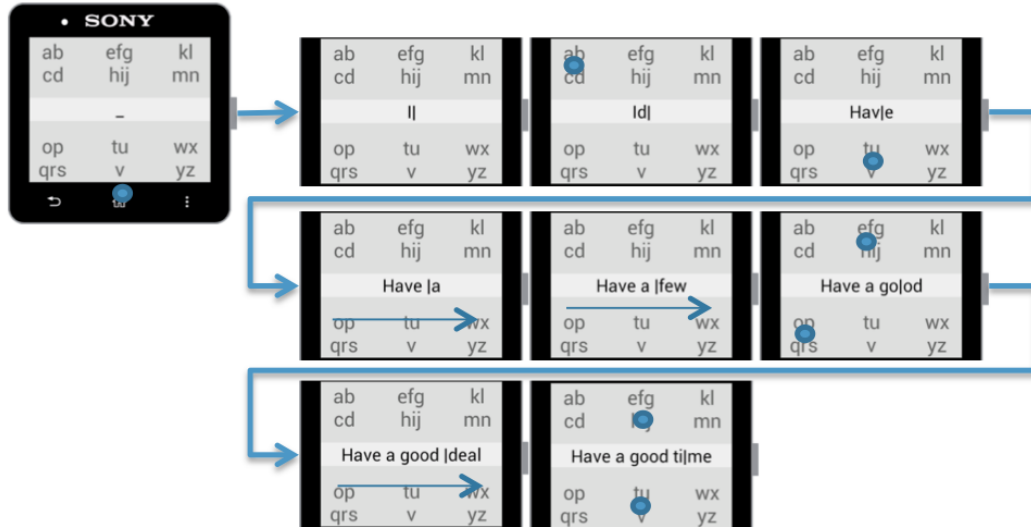 SONY
ab efg kl
cd hij mn
_
op tu wx
qrs v yz
ab efg kl
cd hij mn
I|
op tu wx
qrs v yz
ab efg kl
cd hij mn
Id|
op tu wx
qrs v yz
ab efg kl
cd hij mn
Hav|e
op tu wx
qrs v yz
ab efg kl
cd hij mn
Have |a
op tu wx
qrs v yz
ab efg kl
cd hij mn
Have a |few
op tu wx
qrs v yz
ab efg kl
cd hij mn
Have a go|od
op tu wx
qrs v yz
ab efg kl
cd hij mn
Have a good |deal
op tu wx
qrs v yz
ab efg kl
cd hij mn
Have a good ti|me
op tu wx
qrs v yz